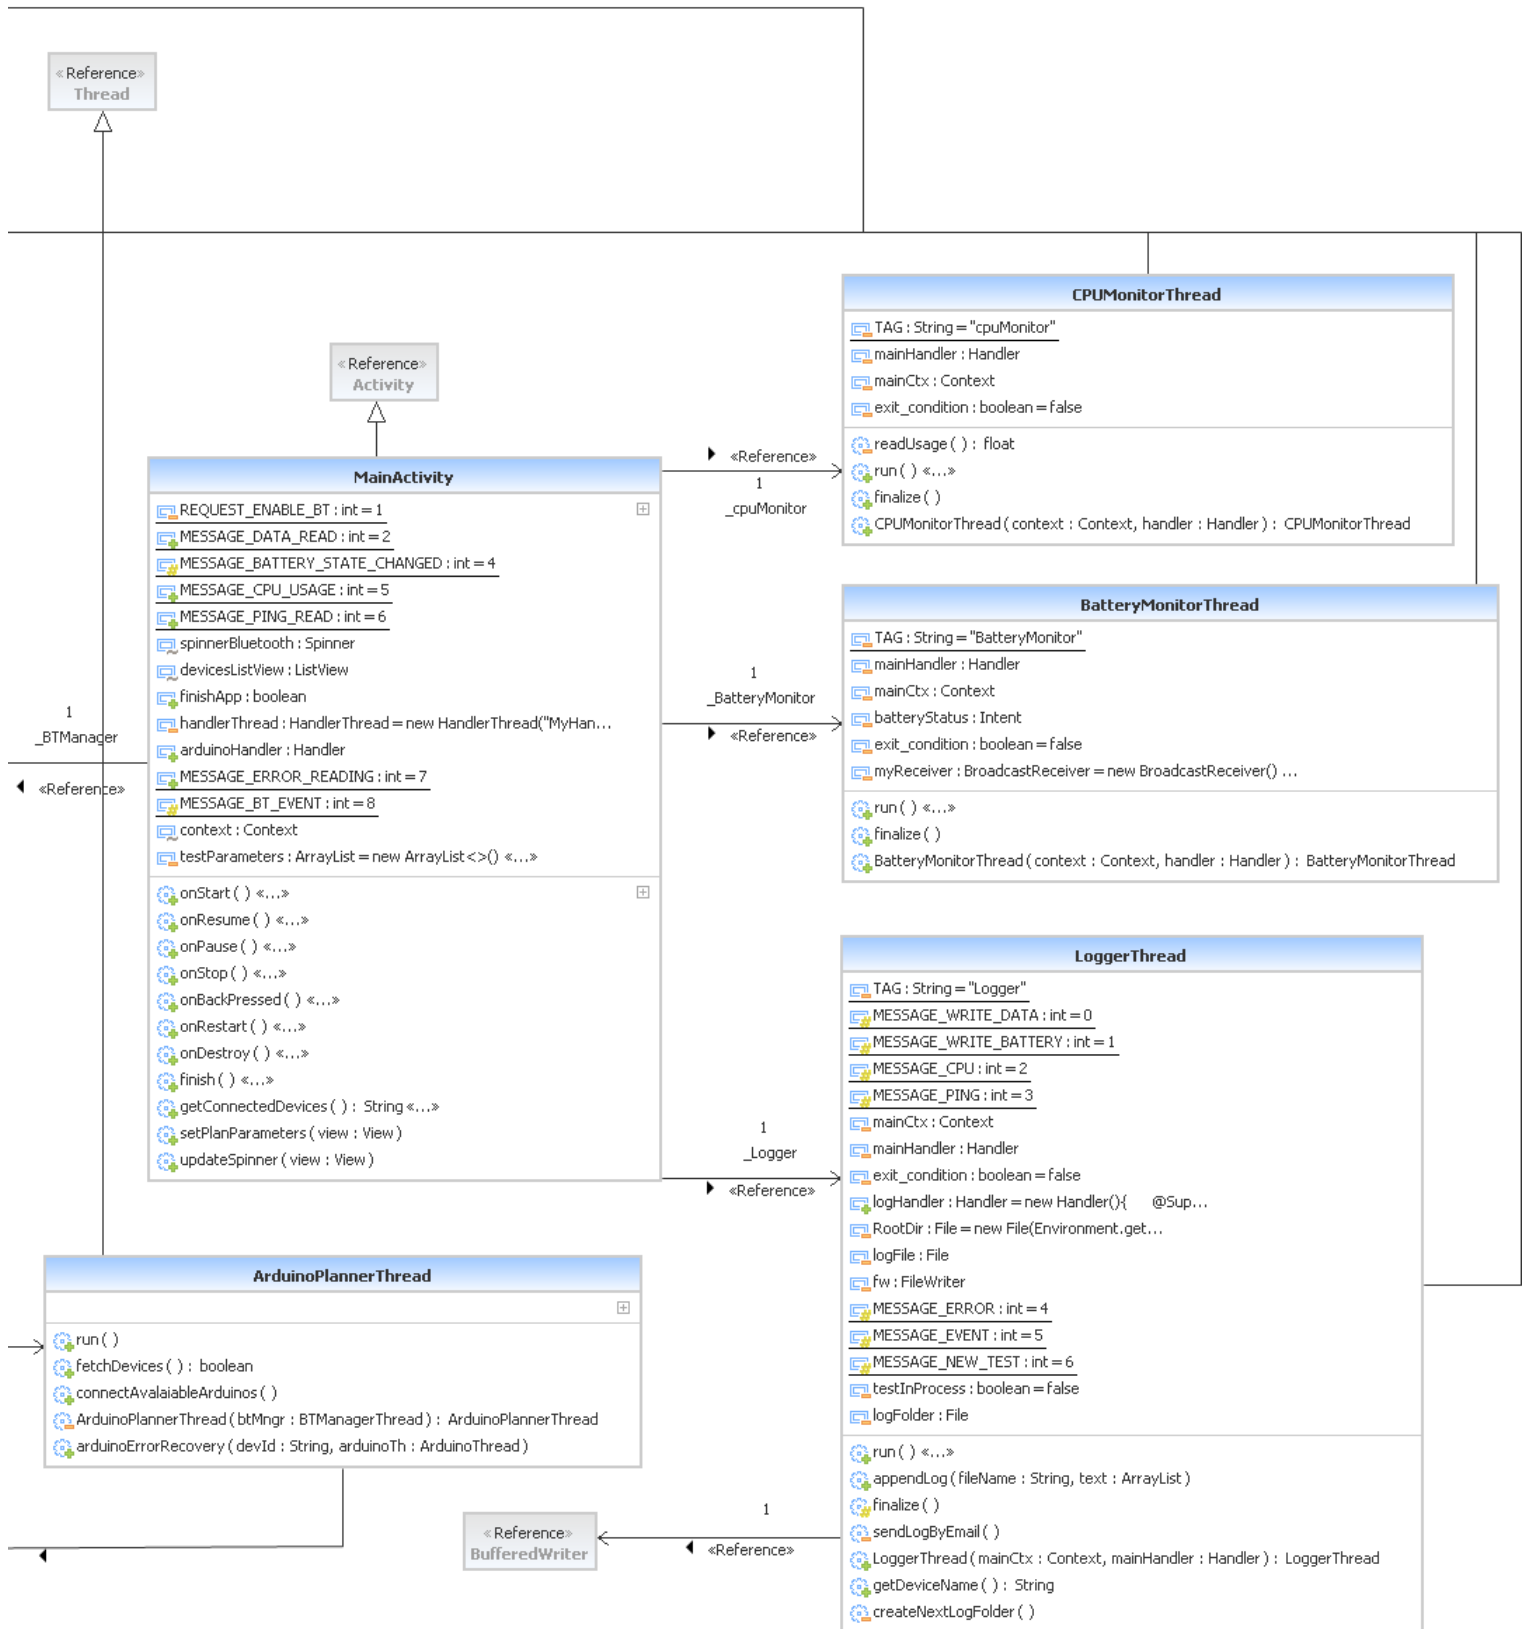 «Reference»
Thread
«Reference»
Activity
MainActivity
REQUEST_ENABLE_BT : int = 1
MESSAGE_DATA_READ : int = 2
MESSAGE_BATTERY_STATE_CHANGED : int = 4
MESSAGE_CPU_USAGE : int = 5
MESSAGE_PING_READ : int = 6
spinnerBluetooth : Spinner
devicesListView : ListView
finishApp : boolean
handlerThread : HandlerThread = new HandlerThread("MyHan...
arduinoHandler : Handler
MESSAGE_ERROR_READING : int = 7
MESSAGE_BT_EVENT : int = 8
context : Context
testParameters : ArrayList = new ArrayList<>() «...»
onStart ( ) «...»
onResume ( ) «...»
onPause ( ) «...»
onStop ( ) «...»
onBackPressed ( ) «...»
onRestart ( ) «...»
onDestroy ( ) «...»
finish ( ) «...»
getConnectedDevices ( ) : String «...»
setPlanParameters ( view : View )
updateSpinner ( view : View )
1
_BTManager
«Reference»
«Reference»
1
_cpuMonitor
1
_BatteryMonitor
«Reference»
1
_Logger
«Reference»
CPUMonitorThread
TAG : String = "cpuMonitor"
mainHandler : Handler
mainCtx : Context
exit_condition : boolean = false
readUsage ( ) : float
run ( ) «...»
finalize ( )
CPUMonitorThread ( context : Context, handler : Handler ) : CPUMonitorThread
BatteryMonitorThread
TAG : String = "BatteryMonitor"
mainHandler : Handler
mainCtx : Context
batteryStatus : Intent
exit_condition : boolean = false
myReceiver : BroadcastReceiver = new BroadcastReceiver() ...
run ( ) «...»
finalize ( )
BatteryMonitorThread ( context : Context, handler : Handler ) : BatteryMonitorThread
LoggerThread
TAG : String = "Logger"
MESSAGE_WRITE_DATA : int = 0
MESSAGE_WRITE_BATTERY : int = 1
MESSAGE_CPU : int = 2
MESSAGE_PING : int = 3
mainCtx : Context
mainHandler : Handler
exit_condition : boolean = false
logHandler : Handler = new Handler(){ @Sup...
RootDir : File = new File(Environment.get...
logFile : File
fw : FileWriter
MESSAGE_ERROR : int = 4
MESSAGE_EVENT : int = 5
MESSAGE_NEW_TEST : int = 6
testInProcess : boolean = false
logFolder : File
run ( ) «...»
appendLog ( fileName : String, text : ArrayList )
finalize ( )
sendLogByEmail ( )
LoggerThread ( mainCtx : Context, mainHandler : Handler ) : LoggerThread
getDeviceName ( ) : String
createNextLogFolder ( )
ArduinoPlannerThread
run ( )
fetchDevices ( ) : boolean
connectAvalaiableArduinos ( )
ArduinoPlannerThread ( btMngr : BTManagerThread ) : ArduinoPlannerThread
arduinoErrorRecovery ( devId : String, arduinoTh : ArduinoThread )
«Reference»
BufferedWriter
1
«Reference»